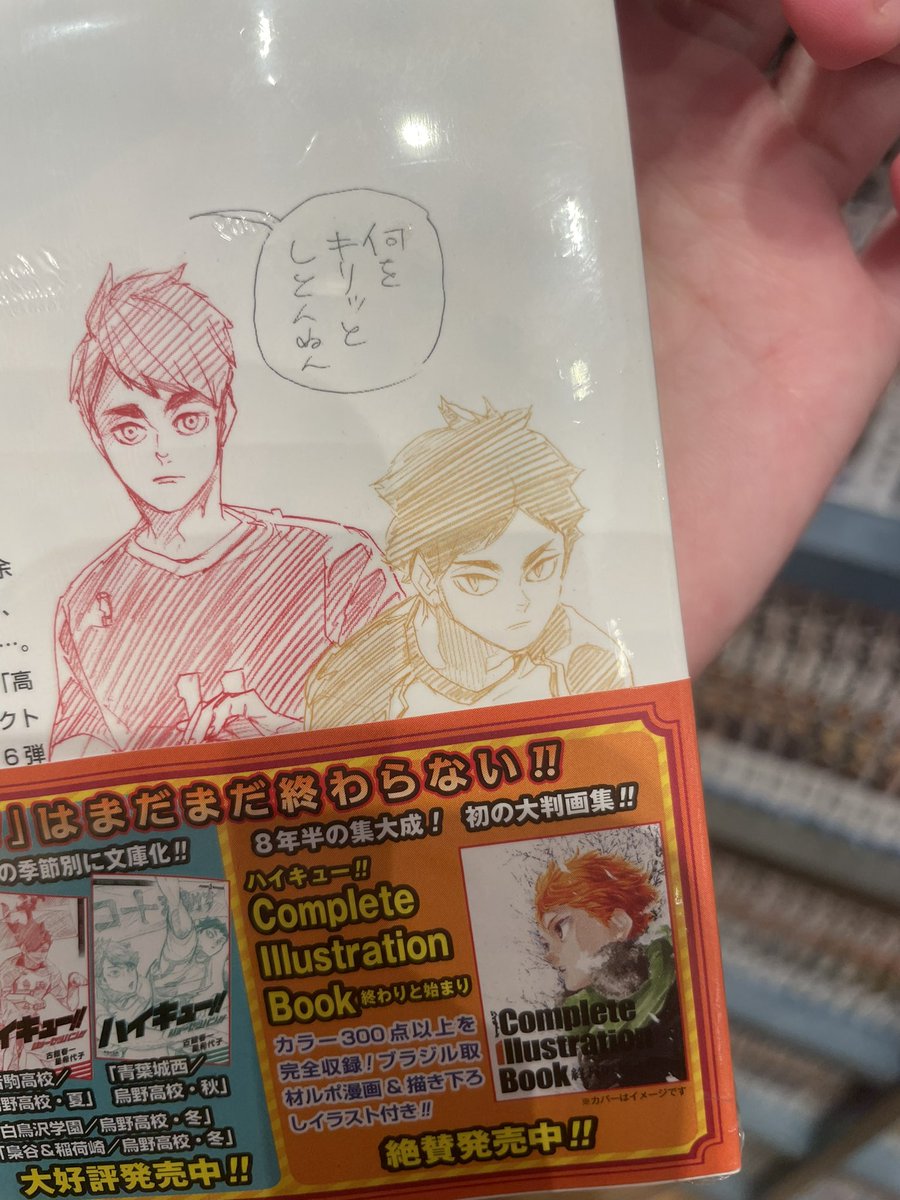 何を
キリッと
しとんねん
余
、
…。
「高
クト
6弾
」はまだまだ終わらない!!
の季節別に文庫化!!
ハイキュー!!
音駒高校/
烏野高校・夏」
「青葉城西/
烏野高校・秋」
白鳥沢学園/烏野高校・冬」
「梟谷&稲荷崎/烏野高校・冬」
大好評発売中!!
8年半の集大成! 初の大判画集!!
ハイキュー!!
Complete
Illustration
Book 終わりと始まり
カラー300点以上を
完全収録!ブラジル取
材ルポ漫画&描き下ろ
しイラスト付き!!
Complete
Illustration
Book
※カバーはイメージです
絶賛発売中!!